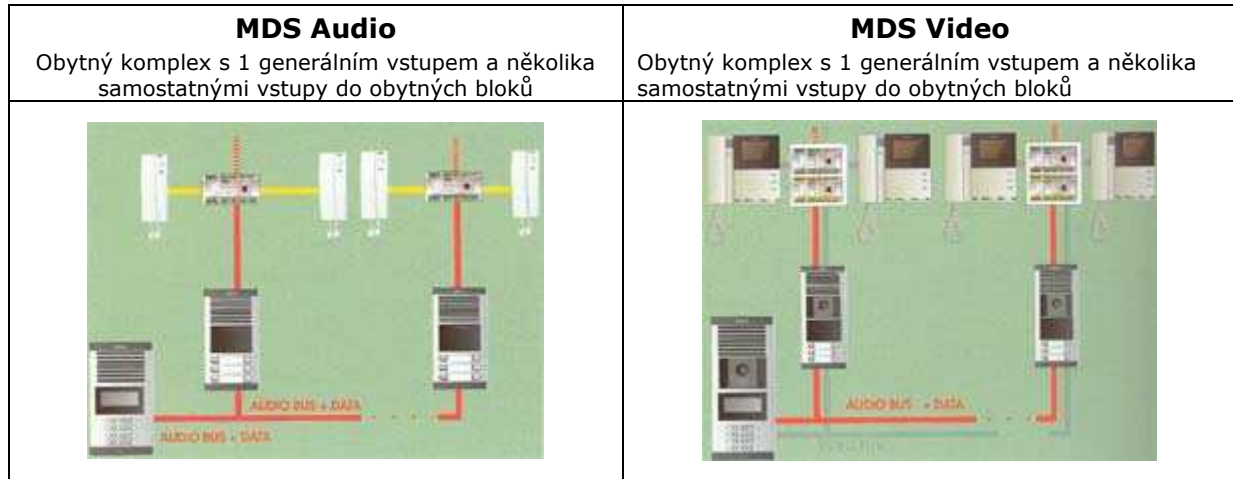 MDS Audio
Obytný komplex s 1 generálním vstupem a několika
samostatnými vstupy do obytných bloků
MDS Video
Obytný komplex s 1 generálním vstupem a několika
samostatnými vstupy do obytných bloků
AUDIO BUS + DATA
AUDIO BUS + DATA
AUDIO BUS + DATA